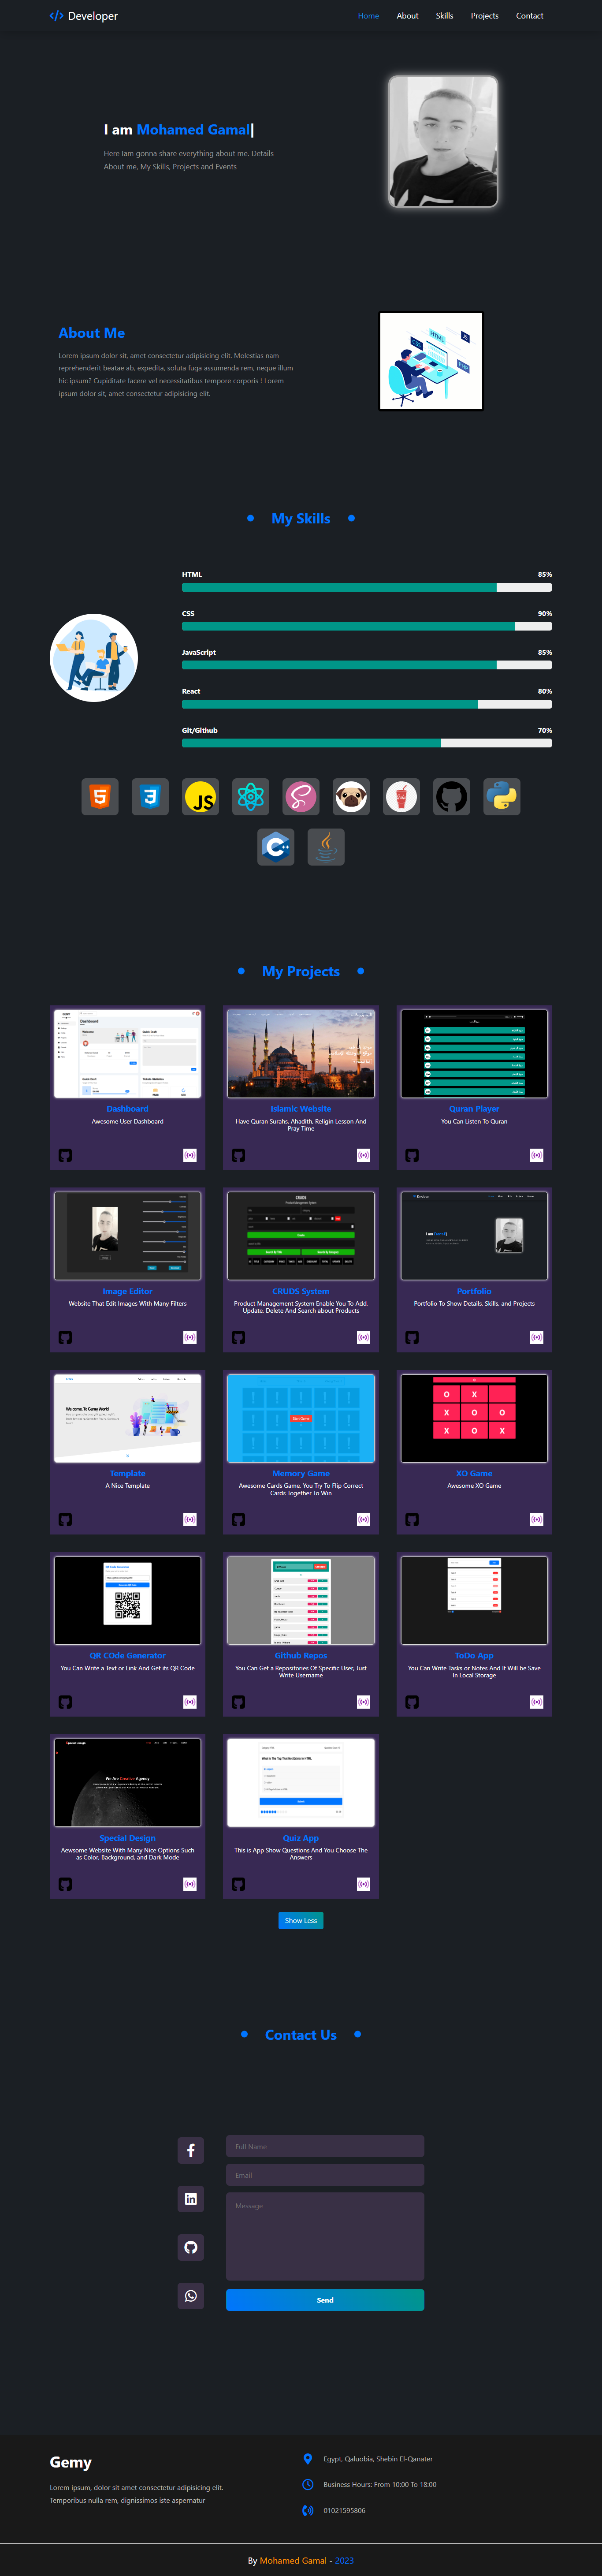 Developer
Home
About
Skills
Projects
Contact
I am Mohamed Gamal
Here Iam gonna share everything about me. Details
About me, My Skills, Projects and Events
About Me
Lorem ipsum dolor sit, amet consectetur adipisicing elit. Molestias nam
reprehenderit beatae ab, expedita, soluta fuga assumenda rem, neque illum
hic ipsum? Cupiditate facere vel necessitatibus tempore corporis ! Lorem
ipsum dolor sit, amet consectetur adipisicing elit.
HTML
JS
PHP
My Skills
HTML 85%
CSS 90%
JavaScript 85%
React 80%
Git/Github 70%
JS
My Projects
Dashboard
Awesome User Dashboard
Islamic Website
Have Quran Surahs, Ahadith, Religin Lesson And
Pray Time
Quran Player
You Can Listen To Quran
Image Editor
Website That Edit Images With Many Filters
CRUDS System
Product Management System Enable You To Add,
Update, Delete And Search about Products
Portfolio
Portfolio To Show Details, Skills, and Projects
Template
A Nice Template
Memory Game
Awesome Cards Game, You Try To Flip Correct
Cards Together To Win
XO Game
Awesome XO Game
QR COde Generator
You Can Write a Text or Link And Get its QR Code
Github Repos
You Can Get a Repositories Of Specific User, Just
Write Username
ToDo App
You Can Write Tasks or Notes And It Will be Save
In Local Storage
Special Design
Aewsome Website With Many Nice Options Such
as Color, Background, and Dark Mode
Quiz App
This is App Show Questions And You Choose The
Answers
Show Less
Contact Us
Full Name
Email
Message
Send
Gemy
Lorem ipsum, dolor sit amet consectetur adipisicing elit.
Temporibus nulla rem, dignissimos iste aspernatur
Egypt, Qaluobia, Shebin El-Qanater
Business Hours: From 10:00 To 18:00
01021595806
By Mohamed Gamal - 2023